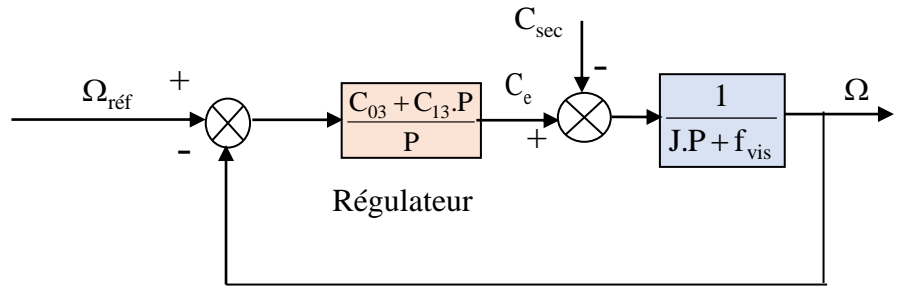 C_sec
-
Ω_réf
+
-
C_03 + C_13.P
P
C_e
+
1
J.P + f_vis
Ω
Régulateur